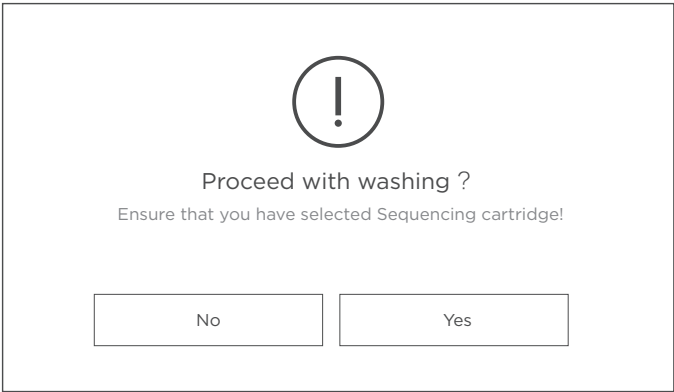 Proceed with washing ?
Ensure that you have selected Sequencing cartridge!
No
Yes